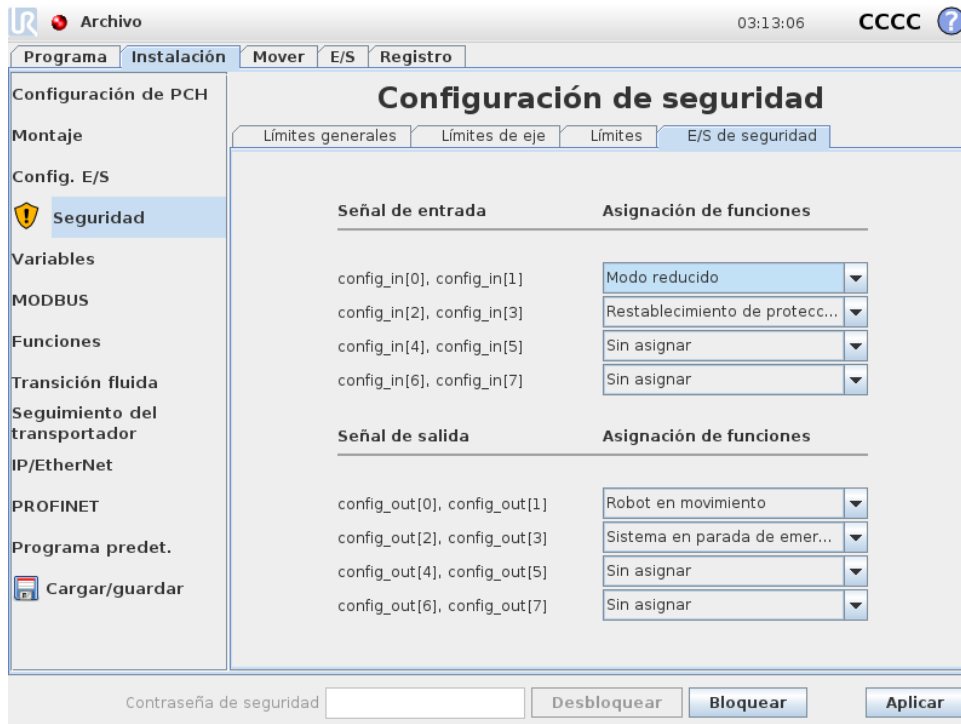 UR Archivo 03:13:06 CCCC ?
Programa Instalación Mover E/S Registro
Configuración de PCH
Montaje
Config. E/S
Seguridad
Variables
MODBUS
Funciones
Transición fluida
Seguimiento del
transportador
IP/EtherNet
PROFINET
Programa predet.
Cargar/guardar
Configuración de seguridad
Límites generales Límites de eje Límites E/S de seguridad
Señal de entrada Asignación de funciones
config_in[0], config_in[1] Modo reducido
config_in[2], config_in[3] Restablecimiento de protecc...
config_in[4], config_in[5] Sin asignar
config_in[6], config_in[7] Sin asignar
Señal de salida Asignación de funciones
config_out[0], config_out[1] Robot en movimiento
config_out[2], config_out[3] Sistema en parada de emer...
config_out[4], config_out[5] Sin asignar
config_out[6], config_out[7] Sin asignar
Contraseña de seguridad Desbloquear Bloquear Aplicar